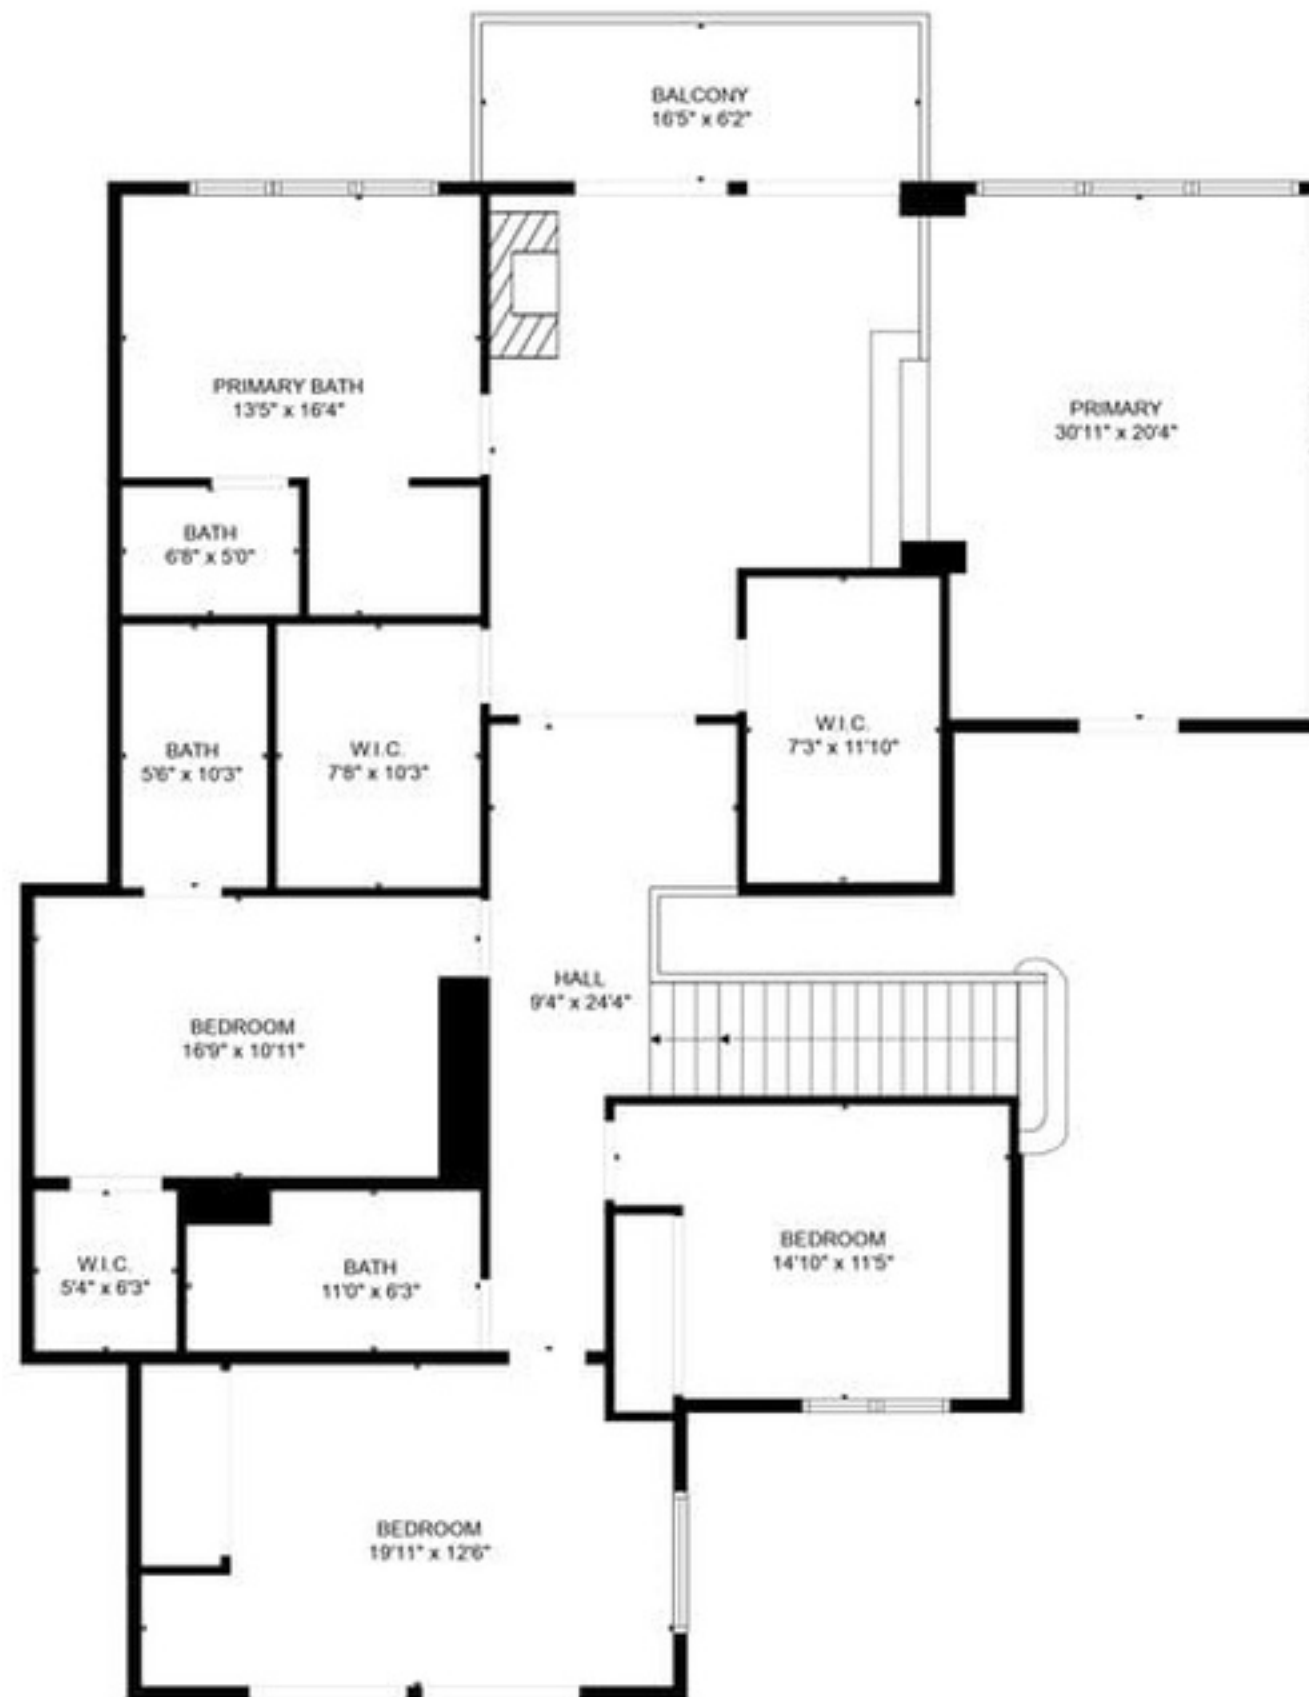 BALCONY
16'5" x 6'2"
PRIMARY BATH
13'5" x 16'4"
PRIMARY
30'11" x 20'4"
BATH
6'8" x 5'0"
BATH
5'6" x 10'3"
W.I.C.
7'8" x 10'3"
W.I.C.
7'3" x 11'10"
HALL
9'4" x 24'4"
BEDROOM
16'9" x 10'11"
W.I.C.
5'4" x 6'3"
BATH
11'0" x 6'3"
BEDROOM
14'10" x 11'5"
BEDROOM
19'11" x 12'6"